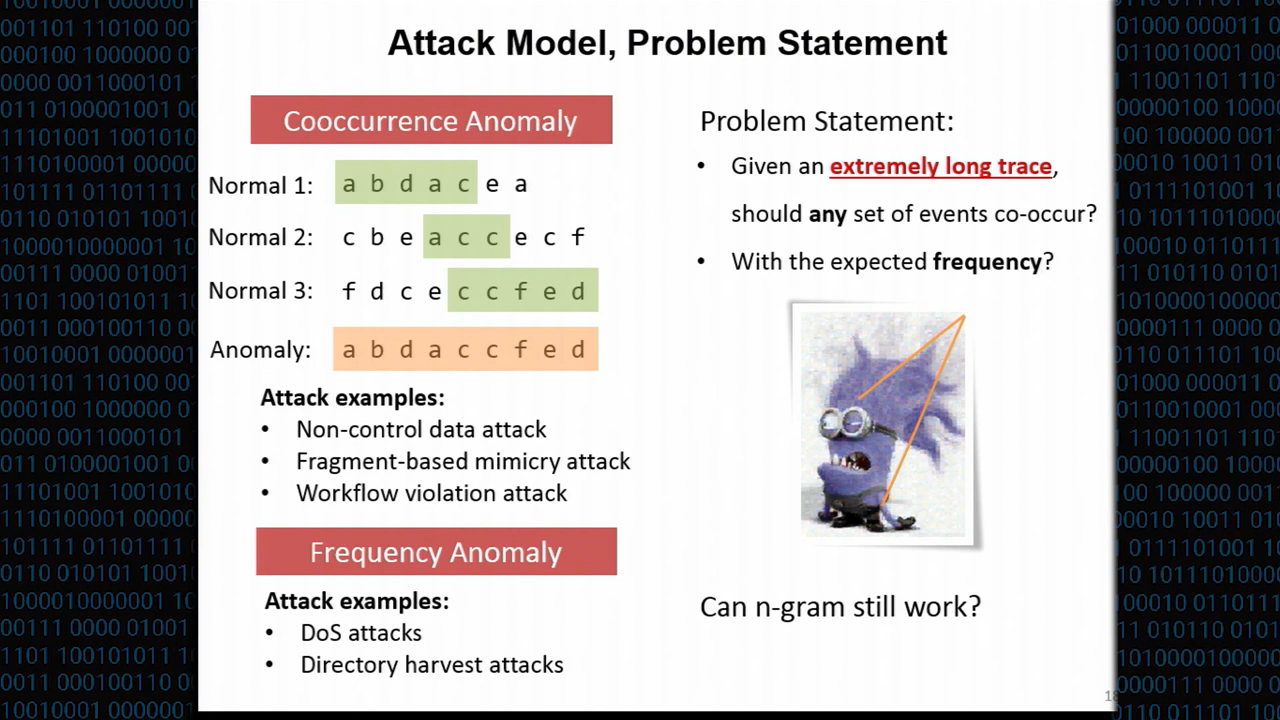 Attack Model, Problem Statement
Cooccurrence Anomaly
Normal 1: a b d a c e a
Normal 2: c b e a c c e c f
Normal 3: f d c e c c f e d
Anomaly: a b d a c c f e d
Attack examples:
• Non-control data attack
• Fragment-based mimicry attack
• Workflow violation attack
Frequency Anomaly
Attack examples:
• DoS attacks
• Directory harvest attacks
Problem Statement:
• Given an extremely long trace,
should any set of events co-occur?
• With the expected frequency?
Can n-gram still work?